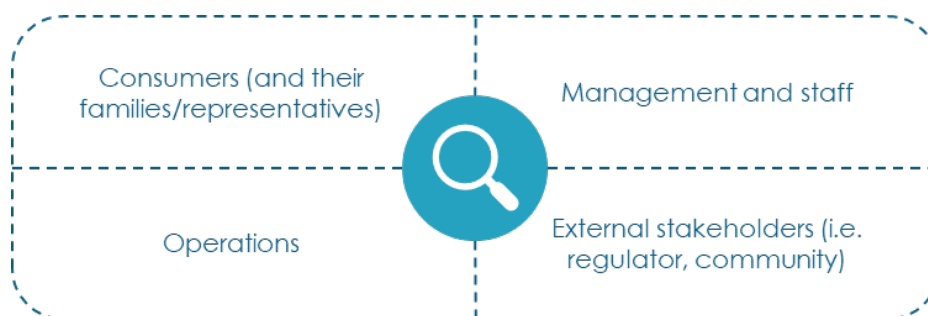 Consumers (and their
families/representatives)
Management and staff
Operations
External stakeholders (i.e.
regulator, community)